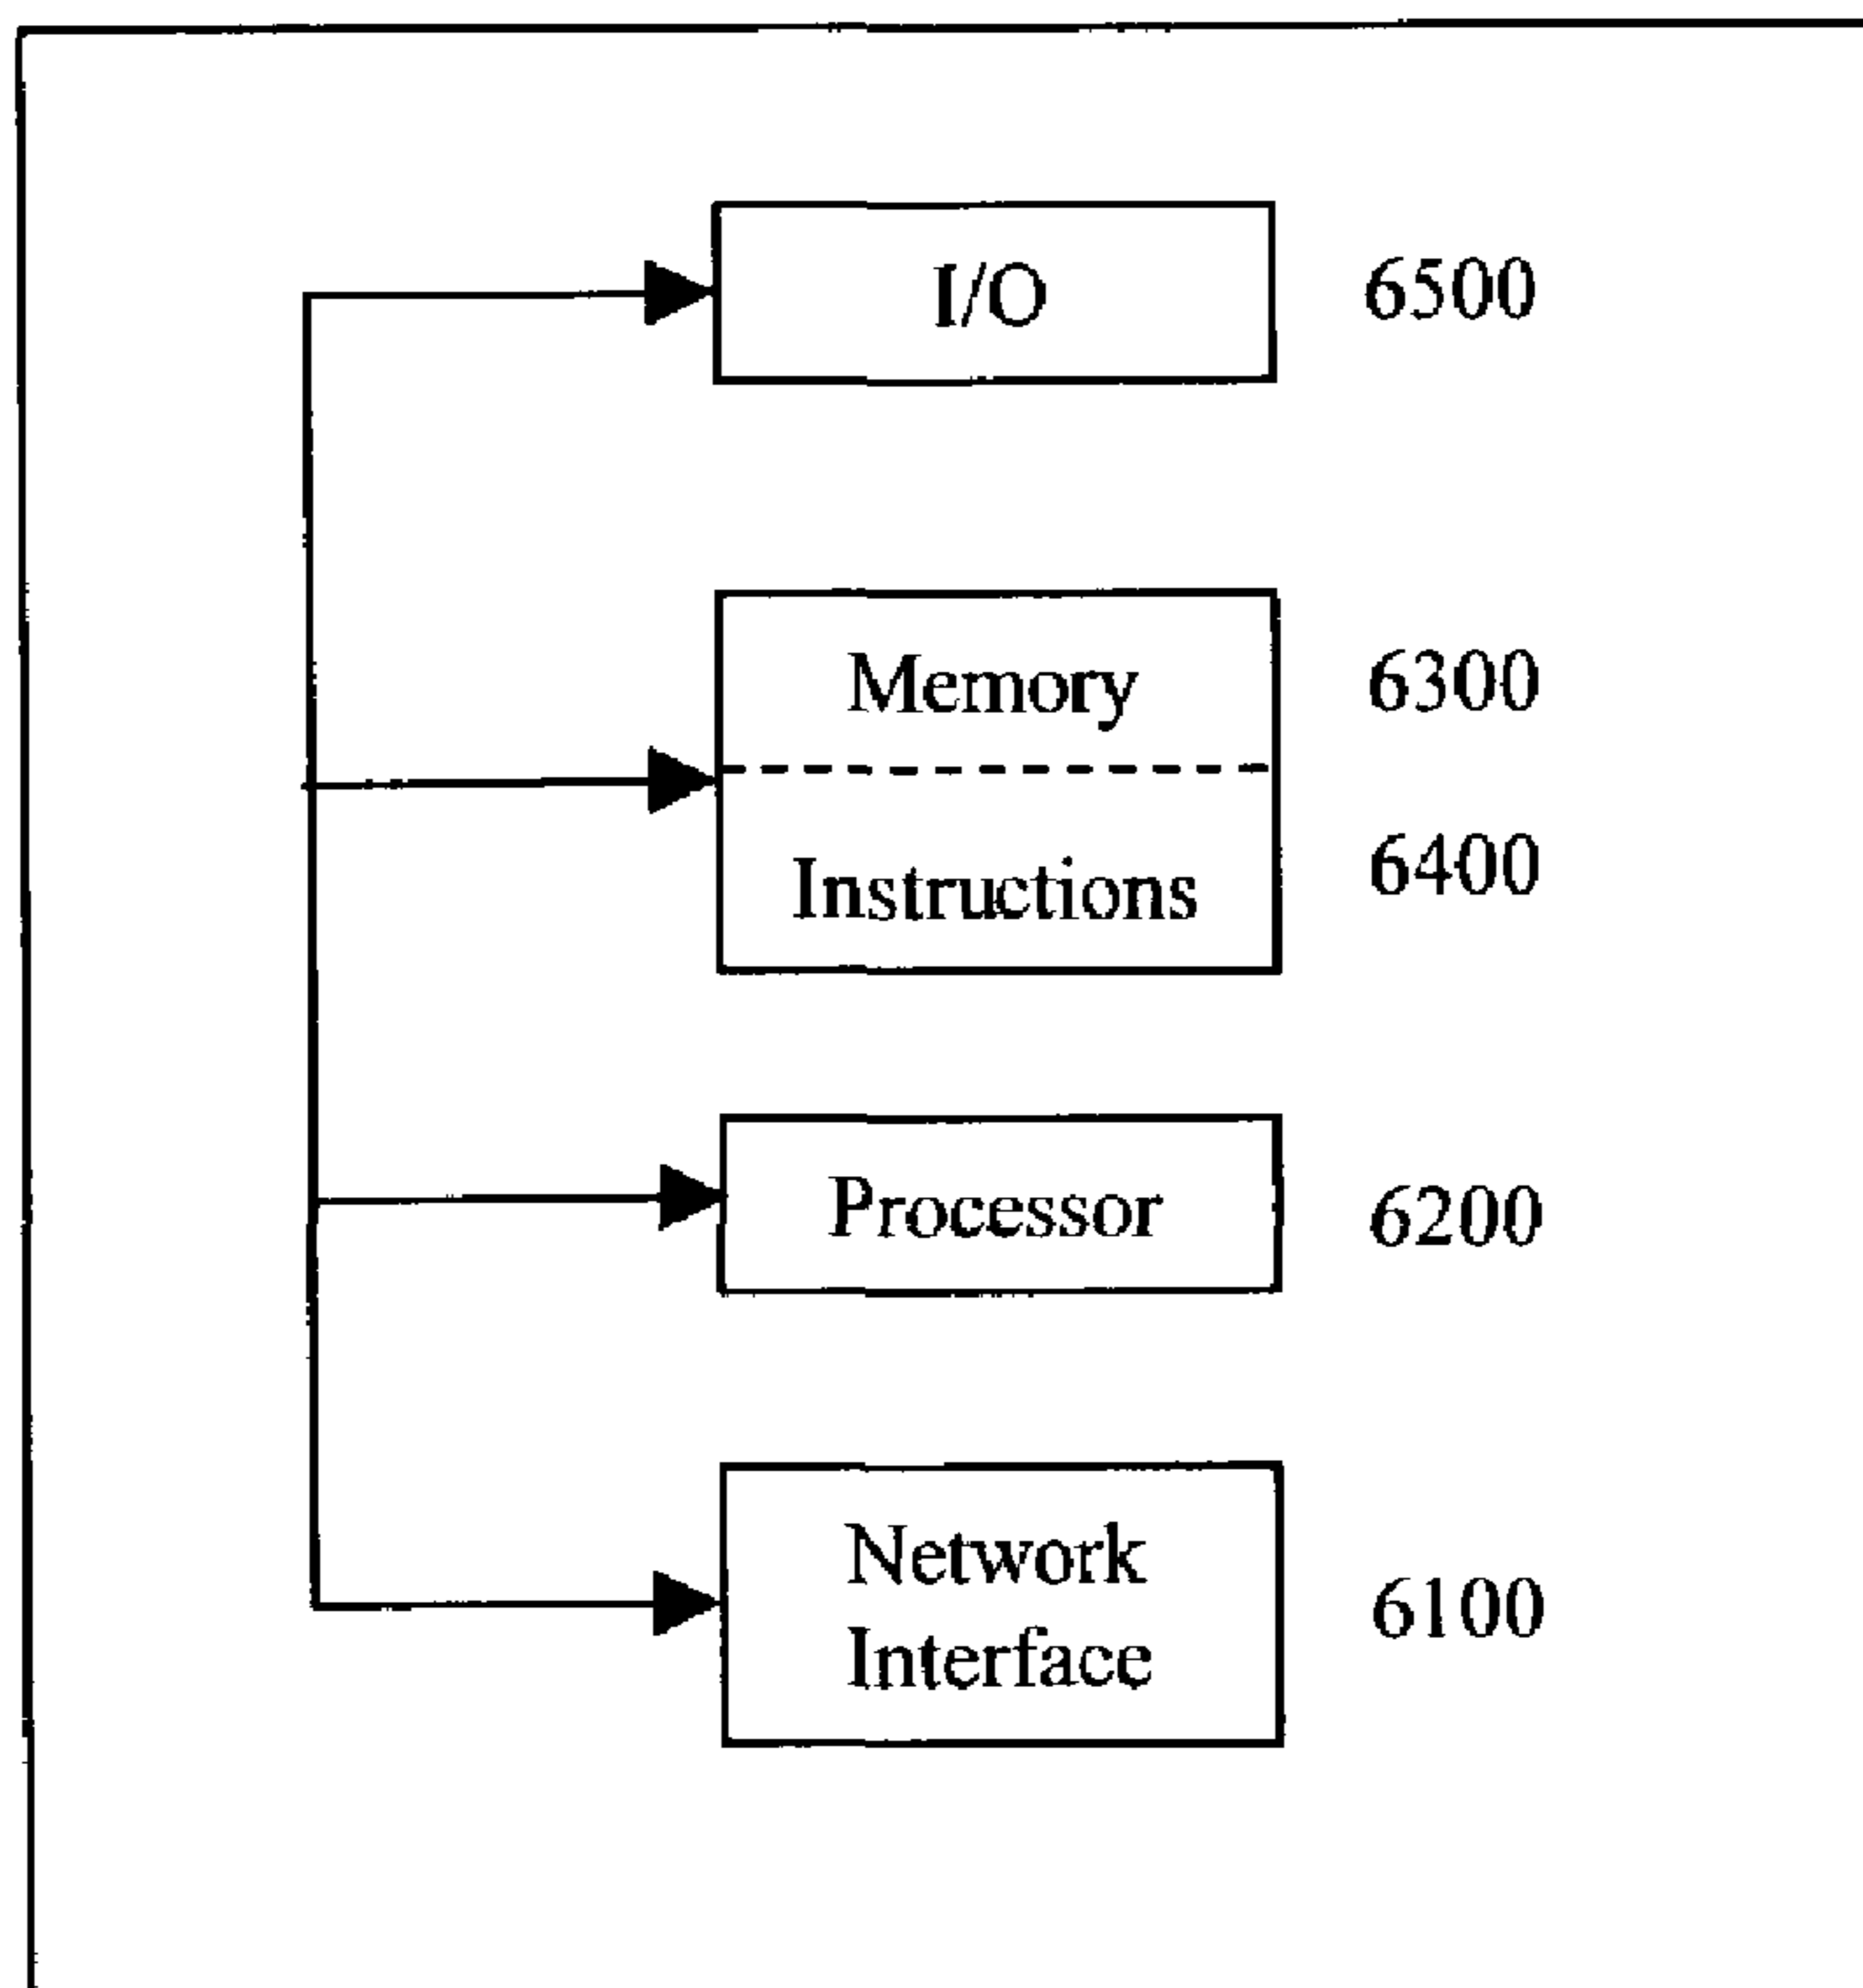 I/O 6500
Memory 6300
Instructions 6400
Processor 6200
Network
Interface
6100